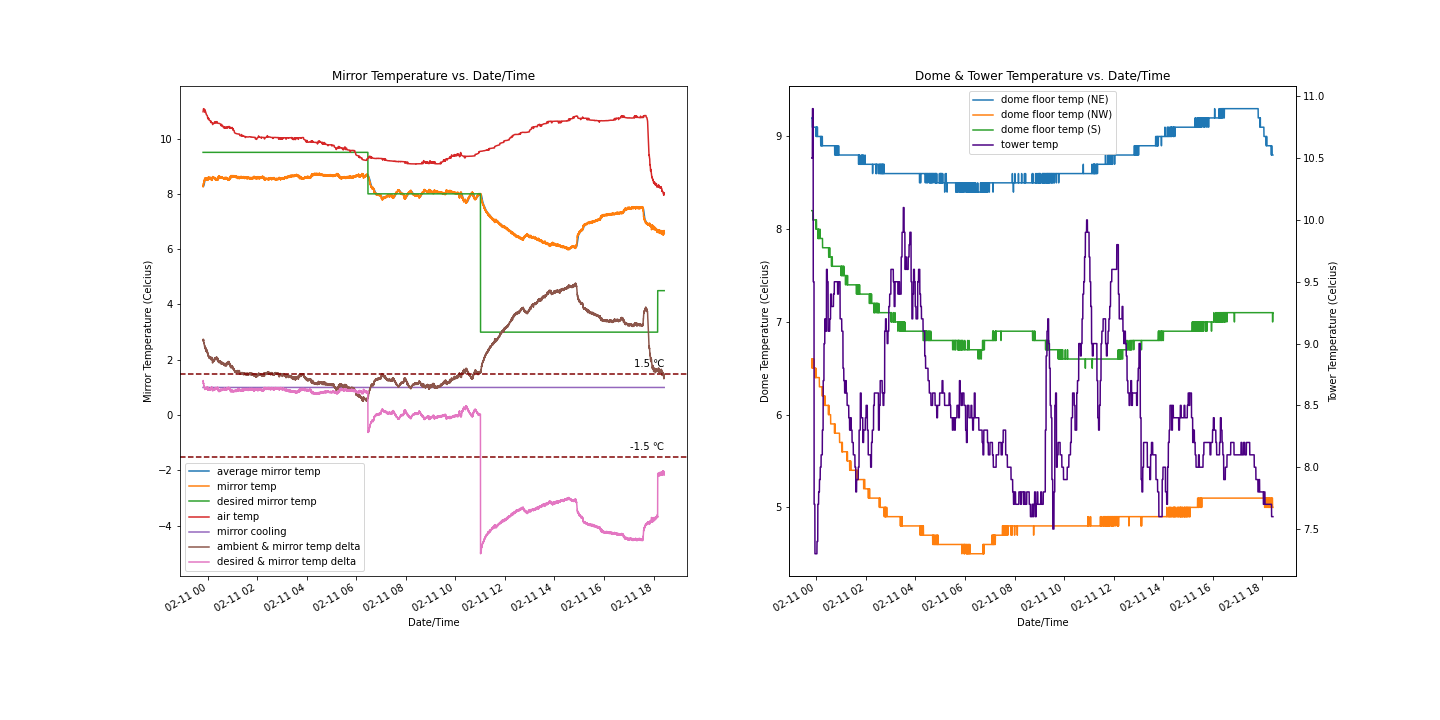 Mirror Temperature vs. Date/Time
Mirror Temperature (Celcius)
10
8
6
4
2
0
−2
−4
1.5 °C
-1.5 °C
average mirror temp
mirror temp
desired mirror temp
air temp
mirror cooling
ambient & mirror temp delta
desired & mirror temp delta
02-11 00
02-11 02
02-11 04
02-11 06
02-11 08
02-11 10
02-11 12
02-11 14
02-11 16
02-11 18
Date/Time
Dome & Tower Temperature vs. Date/Time
Dome Temperature (Celcius)
9
8
7
6
5
dome floor temp (NE)
dome floor temp (NW)
dome floor temp (S)
tower temp
11.0
10.5
10.0
9.5
9.0
8.5
8.0
7.5
Tower Temperature (Celcius)
02-11 00
02-11 02
02-11 04
02-11 06
02-11 08
02-11 10
02-11 12
02-11 14
02-11 16
02-11 18
Date/Time